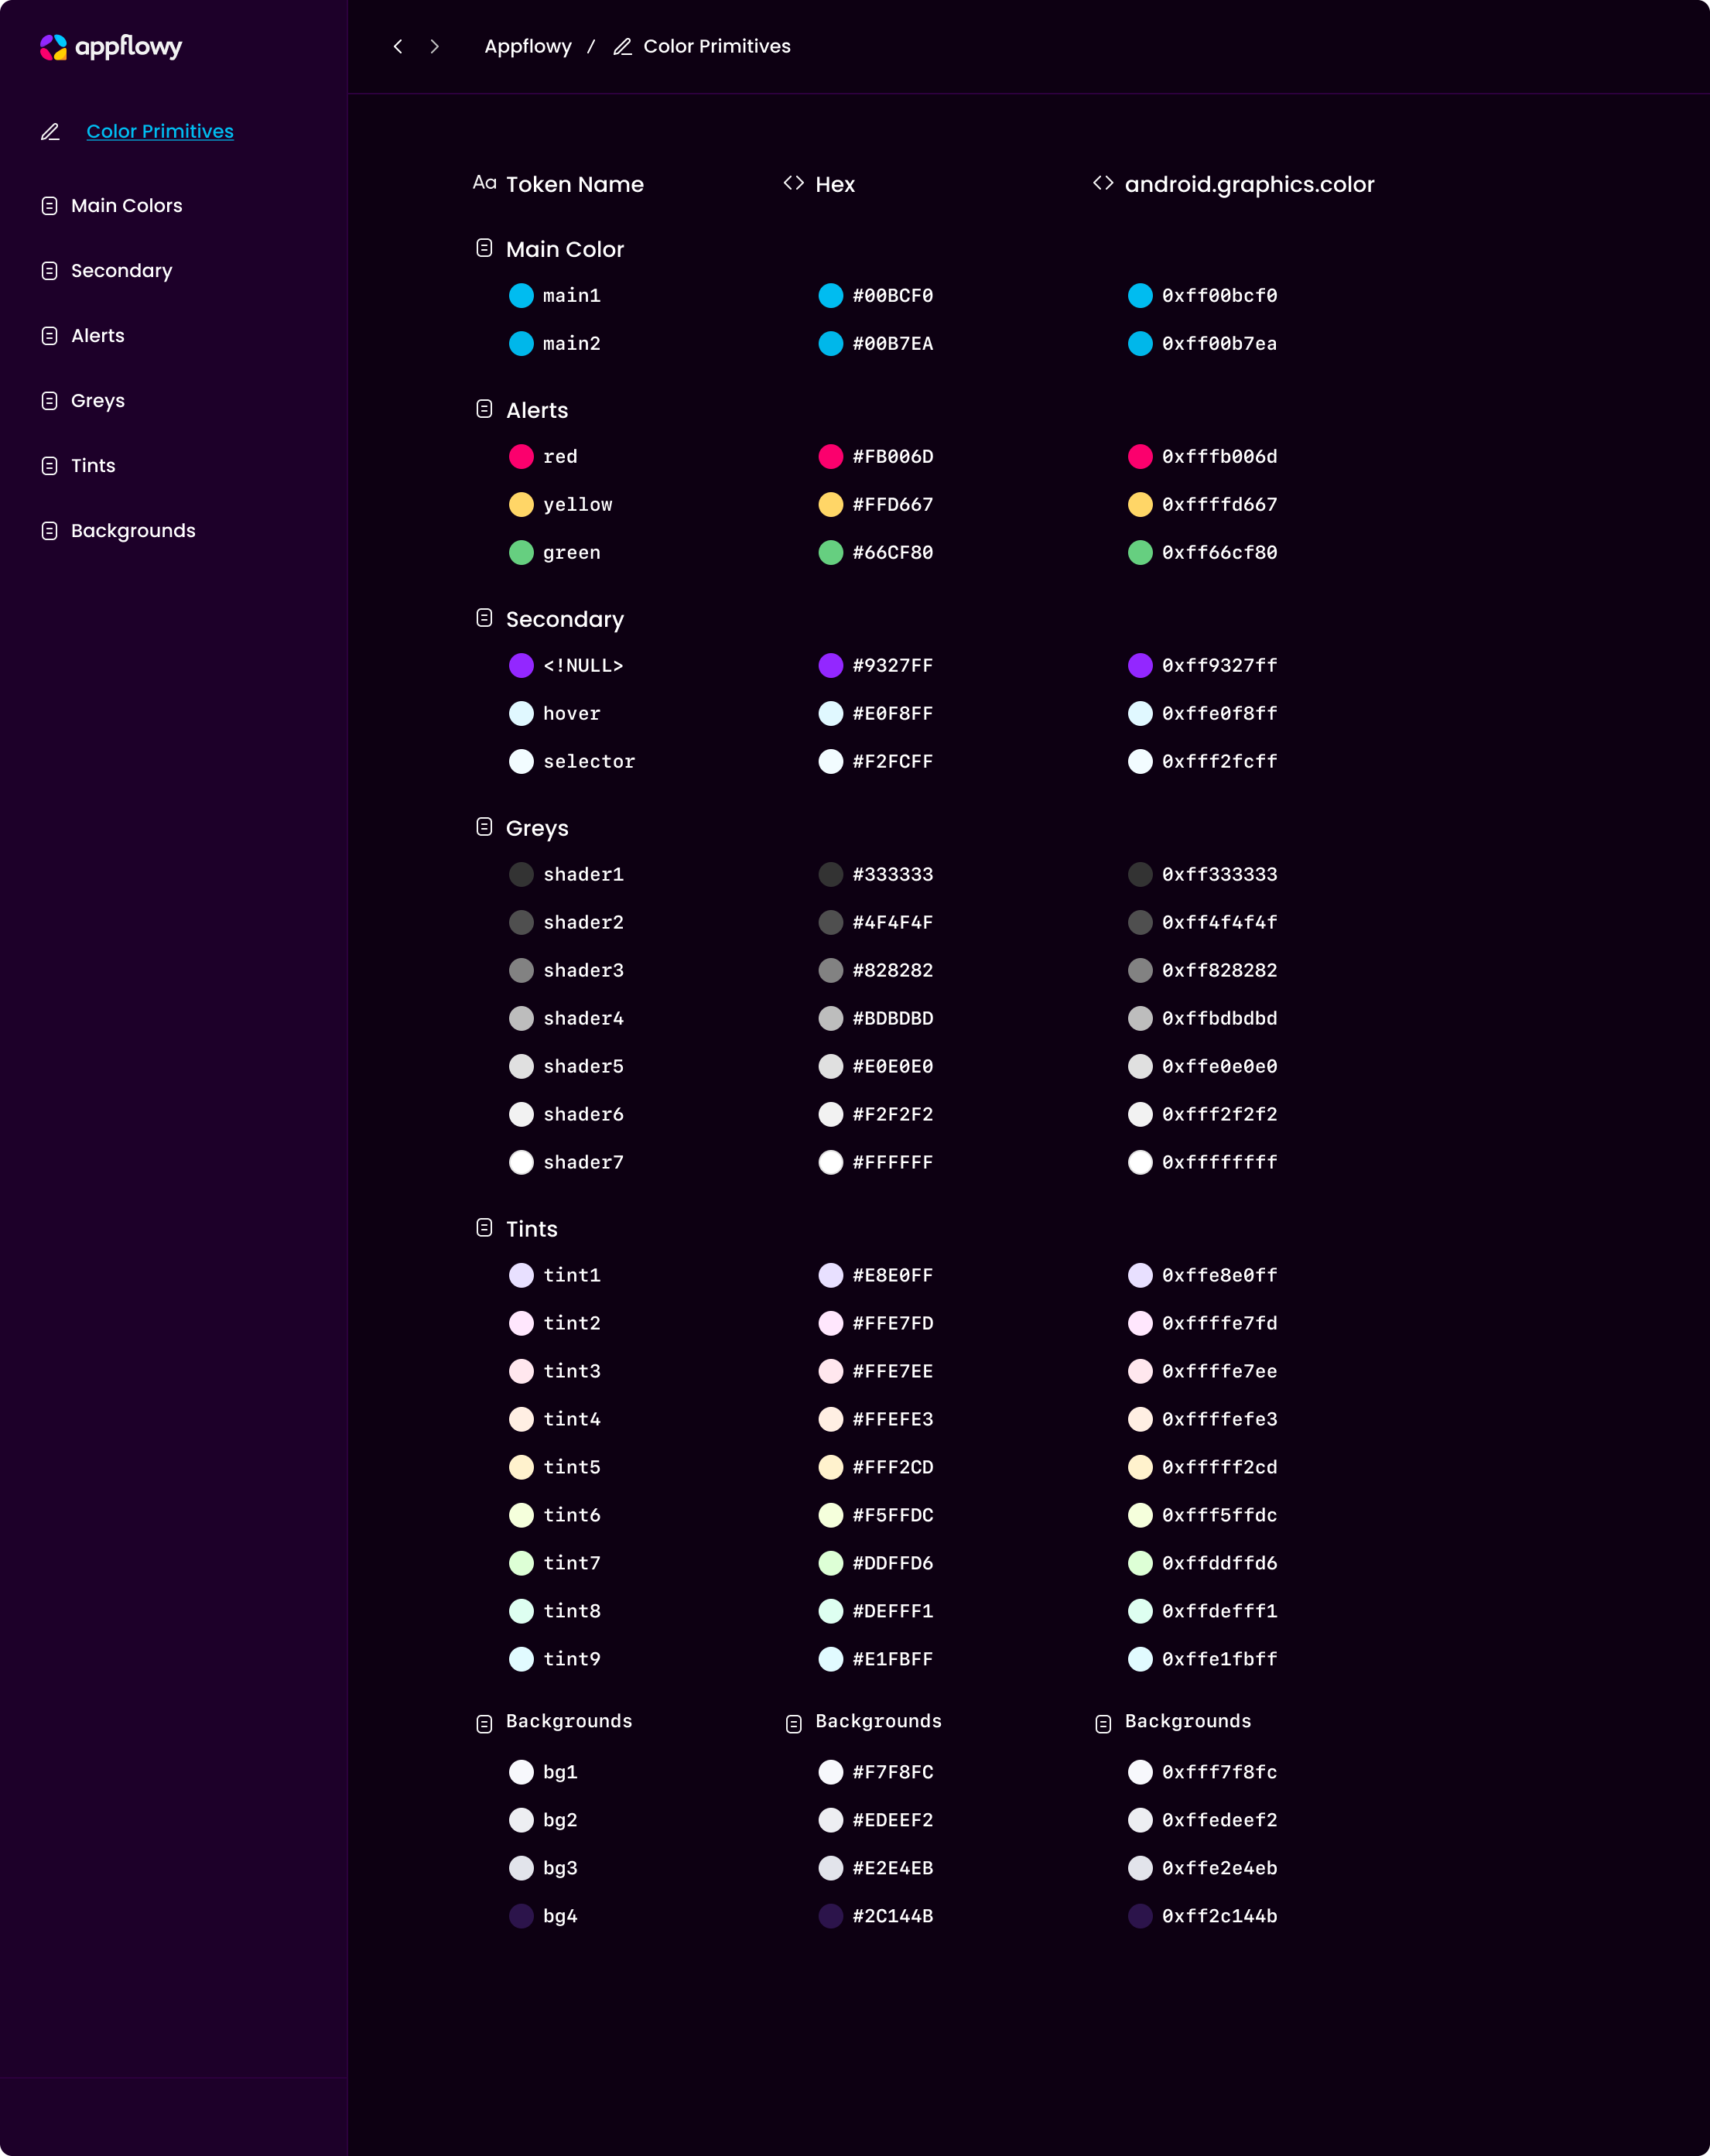 appflowy
Color Primitives
Main Colors
Secondary
Alerts
Greys
Tints
Backgrounds
Appflowy / Color Primitives
Aa Token Name <> Hex <> android.graphics.color
Main Color
main1 #00BCF0 0xff00bcf0
main2 #00B7EA 0xff00b7ea
Alerts
red #FB006D 0xfffb006d
yellow #FFD667 0xffffd667
green #66CF80 0xff66cf80
Secondary
<!NULL> #9327FF 0xff9327ff
hover #E0F8FF 0xffe0f8ff
selector #F2FCFF 0xfff2fcff
Greys
shader1 #333333 0xff333333
shader2 #4F4F4F 0xff4f4f4f
shader3 #828282 0xff828282
shader4 #BDBDBD 0xffbdbdbd
shader5 #E0E0E0 0xffe0e0e0
shader6 #F2F2F2 0xfff2f2f2
shader7 #FFFFFF 0xffffffff
Tints
tint1 #E8E0FF 0xffe8e0ff
tint2 #FFE7FD 0xffffe7fd
tint3 #FFE7EE 0xffffe7ee
tint4 #FFEFE3 0xffffefe3
tint5 #FFF2CD 0xfffff2cd
tint6 #F5FFDC 0xfff5ffdc
tint7 #DDFFD6 0xffddffd6
tint8 #DEFFF1 0xffdefff1
tint9 #E1FBFF 0xffe1fbff
Backgrounds Backgrounds Backgrounds
bg1 #F7F8FC 0xfff7f8fc
bg2 #EDEEF2 0xffedeef2
bg3 #E2E4EB 0xffe2e4eb
bg4 #2C144B 0xff2c144b